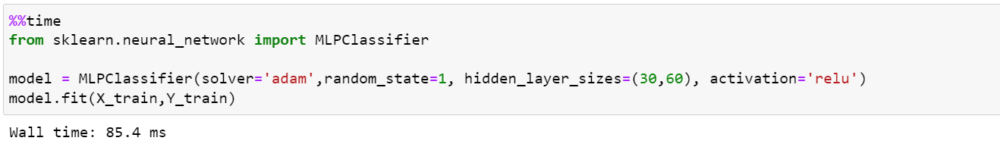 %%time
from sklearn.neural_network import MLPClassifier
model = MLPClassifier(solver='adam',random_state=1, hidden_layer_sizes=(30,60), activation='relu')
model.fit(X_train,Y_train)
Wall time: 85.4 ms